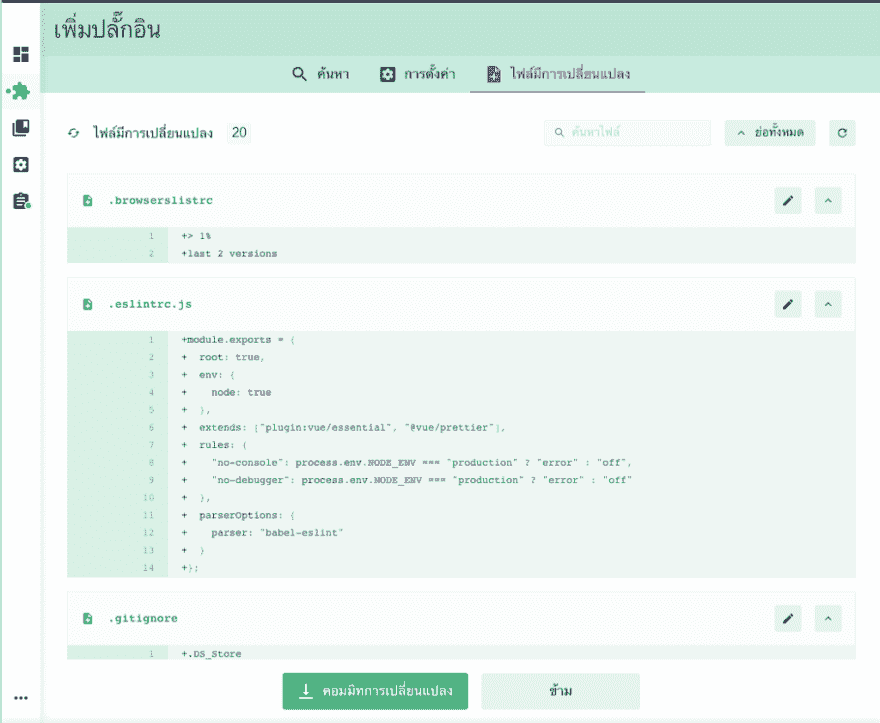 เพิ่มปลั๊กอิน
ค้นหา การตั้งค่า ไฟล์มีการเปลี่ยนแปลง
ไฟล์มีการเปลี่ยนแปลง 20 ค้นหาไฟล์ ย่อทั้งหมด
.browserslistrc
1 +> 1%
2 +last 2 versions
.eslintrc.js
1 +module.exports = {
2 + root: true,
3 + env: {
4 + node: true
5 + },
6 + extends: ["plugin:vue/essential", "@vue/prettier"],
7 + rules: {
8 + "no-console": process.env.NODE_ENV === "production" ? "error" : "off",
9 + "no-debugger": process.env.NODE_ENV === "production" ? "error" : "off"
10 + },
11 + parserOptions: {
12 + parser: "babel-eslint"
13 + }
14 +};
.gitignore
1 +.DS_Store
คอมมิทการเปลี่ยนแปลง ข้าม